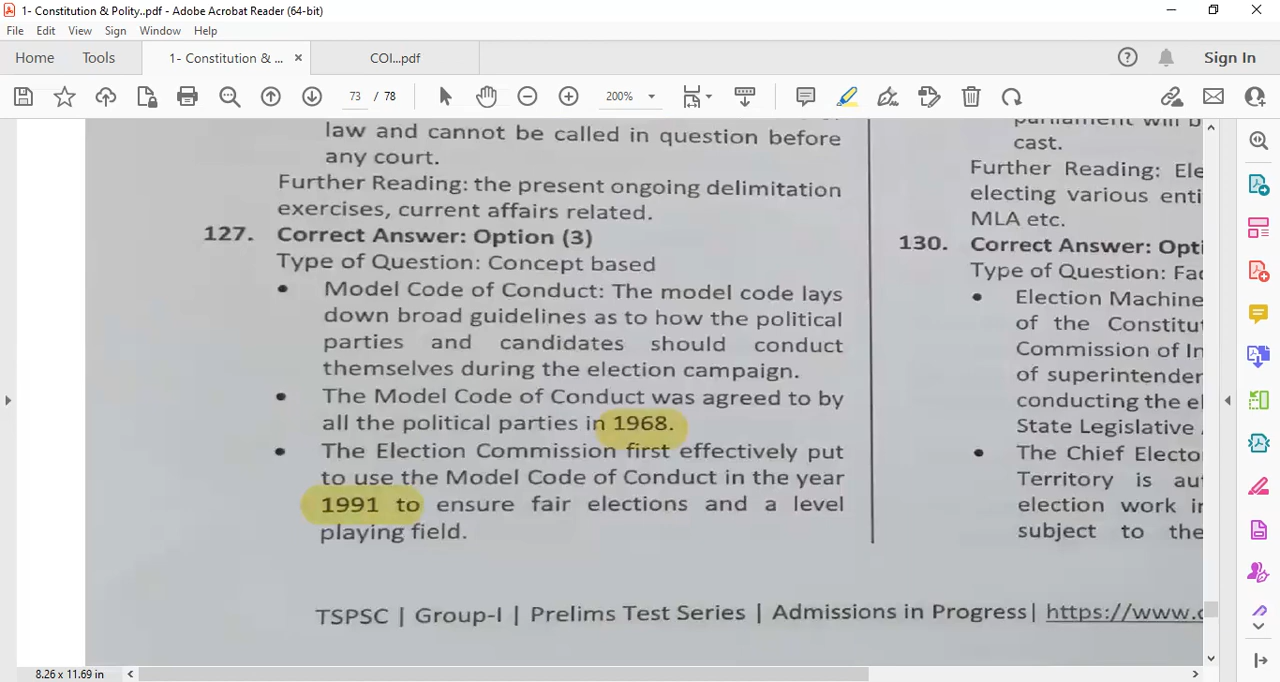 1- Constitution & Polity..pdf - Adobe Acrobat Reader (64-bit)
File Edit View Sign Window Help
Home Tools 1- Constitution & ... × COI...pdf Sign In
73 / 78 200%
law and cannot be called in question before
any court.
Further Reading: the present ongoing delimitation
exercises, current affairs related.
127. Correct Answer: Option (3)
Type of Question: Concept based
• Model Code of Conduct: The model code lays
down broad guidelines as to how the political
parties and candidates should conduct
themselves during the election campaign.
• The Model Code of Conduct was agreed to by
all the political parties in 1968.
• The Election Commission first effectively put
to use the Model Code of Conduct in the year
1991 to ensure fair elections and a level
playing field.
parliament will b
cast.
Further Reading: Ele
electing various enti
MLA etc.
130. Correct Answer: Opti
Type of Question: Fac
• Election Machine
of the Constitut
Commission of In
of superintender
conducting the el
State Legislative
• The Chief Electo
Territory is au
election work in
subject to the
TSPSC | Group-I | Prelims Test Series | Admissions in Progress| https://www.
8.26 x 11.69 in